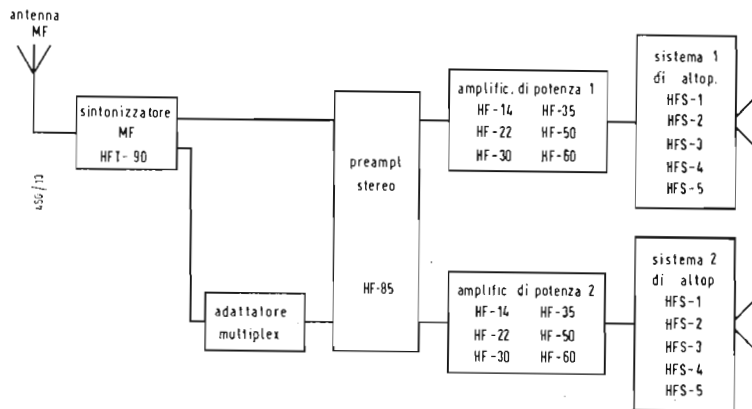 antenna
MF
sintonizzatore
MF
HFT-90
456/13
adattatore
multiplex
preampl
stereo
HF-85
amplific. di potenza 1
HF-14 HF-35
HF-22 HF-50
HF-30 HF-60
sistema 1
di altop.
HFS-1
HFS-2
HFS-3
HFS-4
HFS-5
amplific di potenza 2
HF-14 HF-35
HF-22 HF-50
HF-30 HF-60
sistema 2
di altop
HFS-1
HFS-2
HFS-3
HFS-4
HFS-5